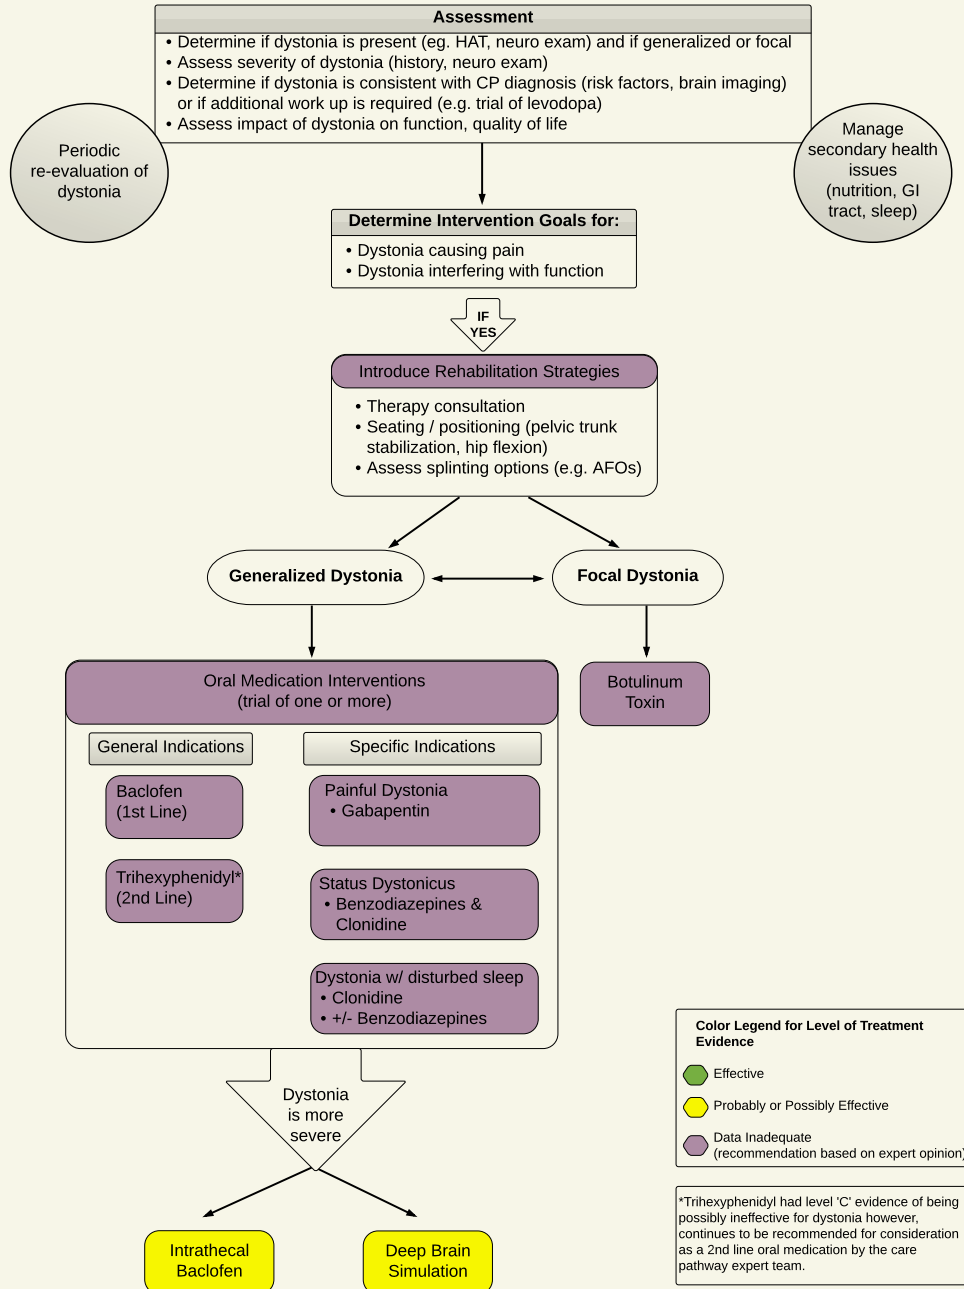 Assessment
• Determine if dystonia is present (eg. HAT, neuro exam) and if generalized or focal
• Assess severity of dystonia (history, neuro exam)
• Determine if dystonia is consistent with CP diagnosis (risk factors, brain imaging)
or if additional work up is required (e.g. trial of levodopa)
• Assess impact of dystonia on function, quality of life
Periodic
re-evaluation of
dystonia
Manage
secondary health
issues
(nutrition, GI
tract, sleep)
Determine Intervention Goals for:
• Dystonia causing pain
• Dystonia interfering with function
IF
YES
Introduce Rehabilitation Strategies
• Therapy consultation
• Seating / positioning (pelvic trunk
stabilization, hip flexion)
• Assess splinting options (e.g. AFOs)
Generalized Dystonia
Focal Dystonia
Oral Medication Interventions
(trial of one or more)
Botulinum
Toxin
General Indications
Baclofen
(1st Line)
Trihexyphenidyl*
(2nd Line)
Specific Indications
Painful Dystonia
• Gabapentin
Status Dystonicus
• Benzodiazepines &
Clonidine
Dystonia w/ disturbed sleep
• Clonidine
• +/- Benzodiazepines
Dystonia
is more
severe
Intrathecal
Baclofen
Deep Brain
Simulation
Color Legend for Level of Treatment
Evidence
Effective
Probably or Possibly Effective
Data Inadequate
(recommendation based on expert opinion)
*Trihexyphenidyl had level 'C' evidence of being
possibly ineffective for dystonia however,
continues to be recommended for consideration
as a 2nd line oral medication by the care
pathway expert team.